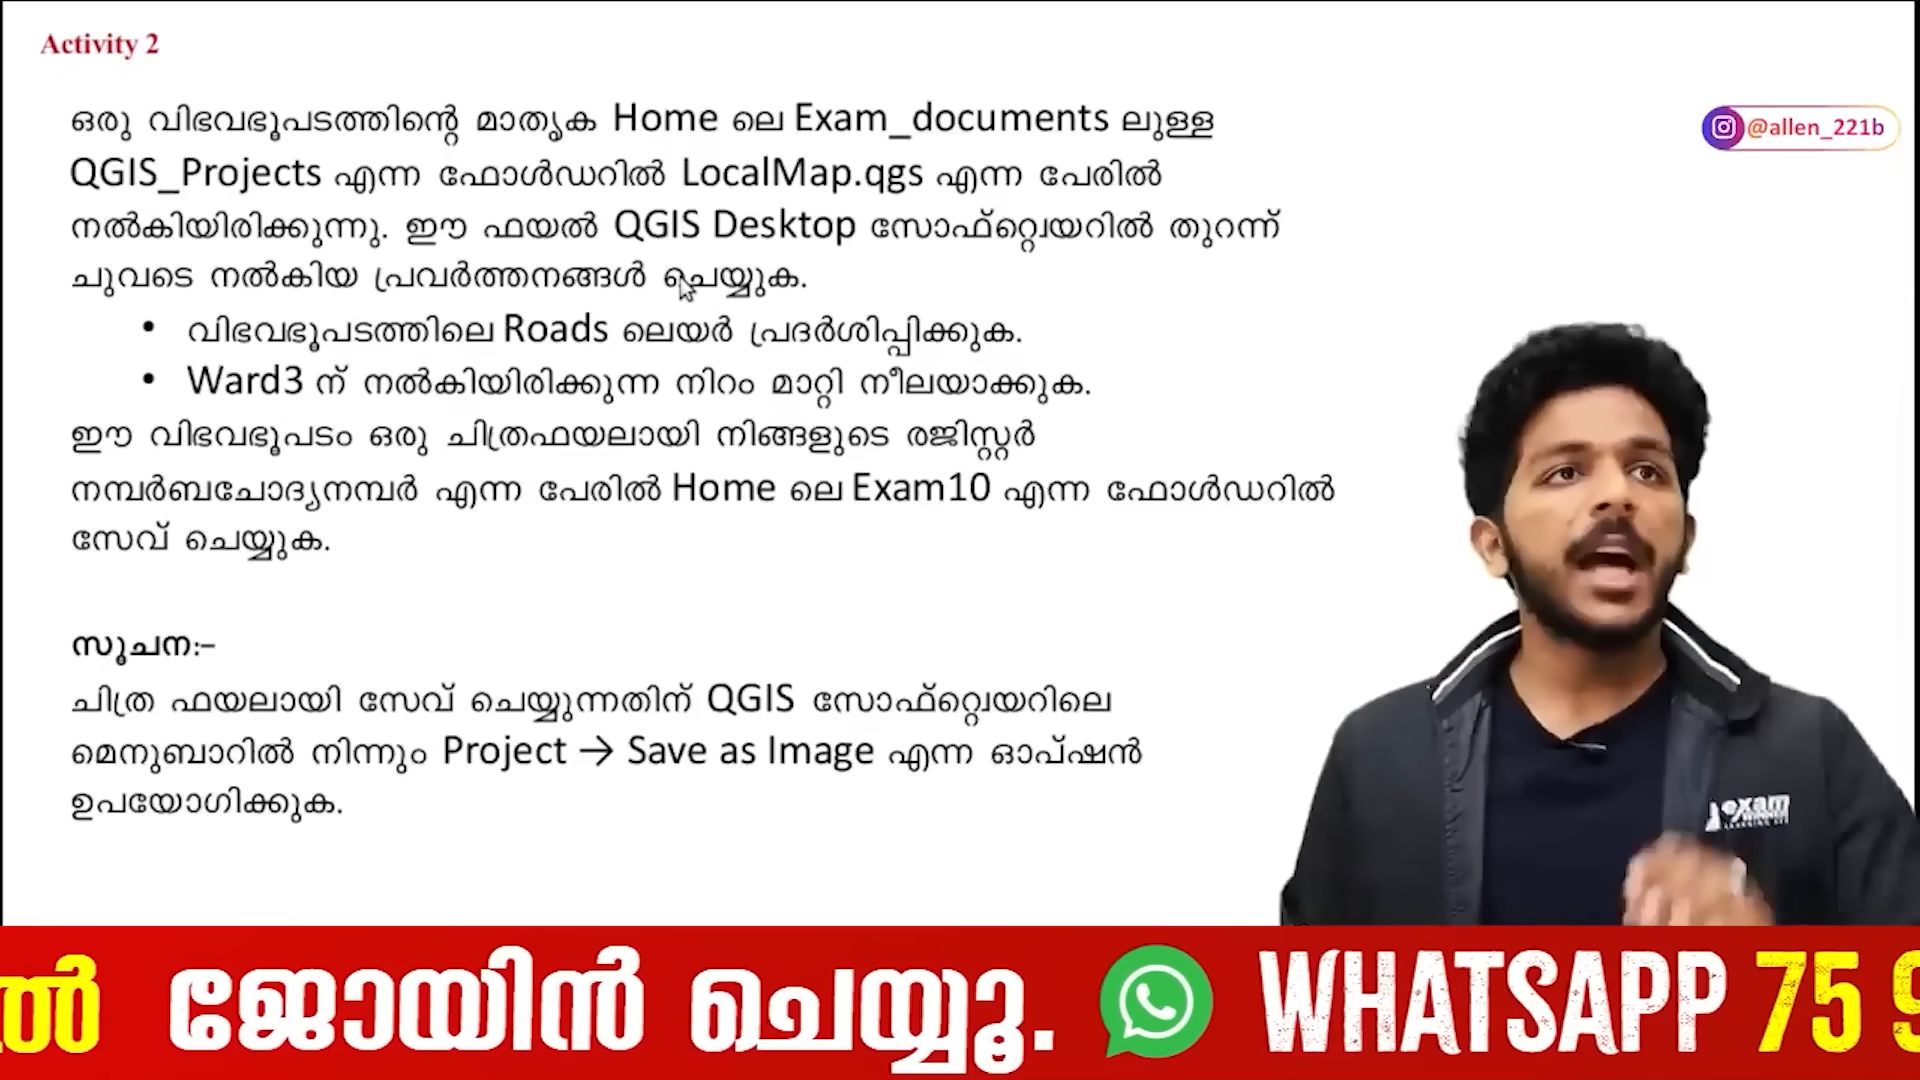 Activity 2
ഒരു വിഭവഭൂപടത്തിന്റെ മാതൃക Home ലെ Exam_documents ലുള്ള
@allen_221b
QGIS_Projects എന്ന ഫോൾഡറിൽ LocalMap.qgs എന്ന പേരിൽ
നൽകിയിരിക്കുന്നു. ഈ ഫയൽ QGIS Desktop സോഫ്റ്റ്വെയറിൽ തുറന്ന്
ചുവടെ നൽകിയ പ്രവർത്തനങ്ങൾ ചെയ്യുക.
• വിഭവഭൂപടത്തിലെ Roads ലെയർ പ്രദർശിപ്പിക്കുക.
• Ward3 ന് നൽകിയിരിക്കുന്ന നിറം മാറ്റി നീലയാക്കുക.
ഈ വിഭവഭൂപടം ഒരു ചിത്രഫയലായി നിങ്ങളുടെ രജിസ്റ്റർ
നമ്പർബചോദ്യനമ്പർ എന്ന പേരിൽ Home ലെ Exam10 എന്ന ഫോൾഡറിൽ
സേവ് ചെയ്യുക.
സൂചന:-
ചിത്ര ഫയലായി സേവ് ചെയ്യുന്നതിന് QGIS സോഫ്റ്റ്വെയറിലെ
മെനുബാറിൽ നിന്നും Project → Save as Image എന്ന ഓപ്ഷൻ
ഉപയോഗിക്കുക.
exam
ജോയിൻ ചെയ്യൂ. WHATSAPP 75